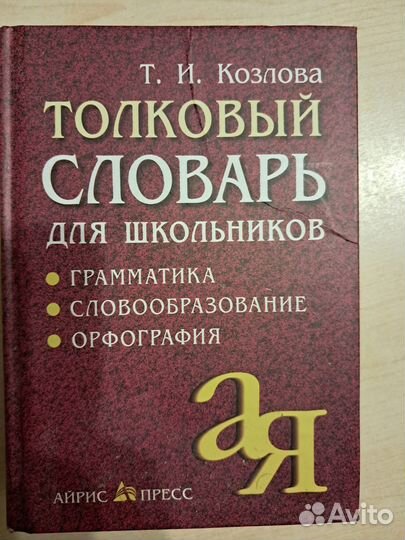 Т. И. Козлова
ТОЛКОВЫЙ
СЛОВАРЬ
ДЛЯ ШКОЛЬНИКОВ
ГРАММАТИКА
СЛОВООБРАЗОВАНИЕ
ОРФОГРАФИЯ
а я
АЙРИС ПРЕСС
Avito